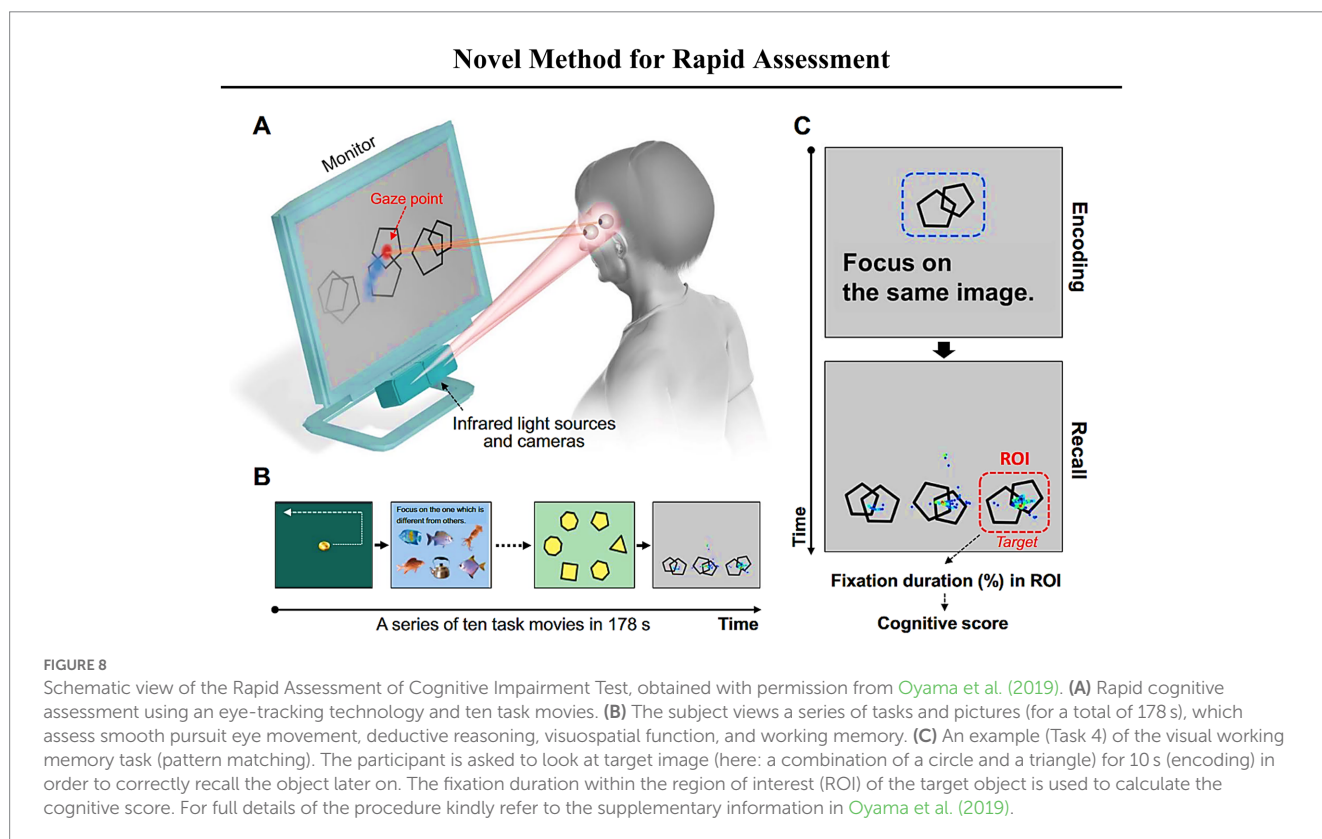 Novel Method for Rapid Assessment
A
Monitor
Gaze point
Infrared light sources
and cameras
B
Focus on the one which is
different from others.
A series of ten task movies in 178 s
Time
C
Encoding
Focus on
the same image.
Recall
Time
ROI
Target
Fixation duration (%) in ROI
Cognitive score
FIGURE 8
Schematic view of the Rapid Assessment of Cognitive Impairment Test, obtained with permission from Oyama et al. (2019). (A) Rapid cognitive
assessment using an eye-tracking technology and ten task movies. (B) The subject views a series of tasks and pictures (for a total of 178 s), which
assess smooth pursuit eye movement, deductive reasoning, visuospatial function, and working memory. (C) An example (Task 4) of the visual working
memory task (pattern matching). The participant is asked to look at target image (here: a combination of a circle and a triangle) for 10 s (encoding) in
order to correctly recall the object later on. The fixation duration within the region of interest (ROI) of the target object is used to calculate the
cognitive score. For full details of the procedure kindly refer to the supplementary information in Oyama et al. (2019).